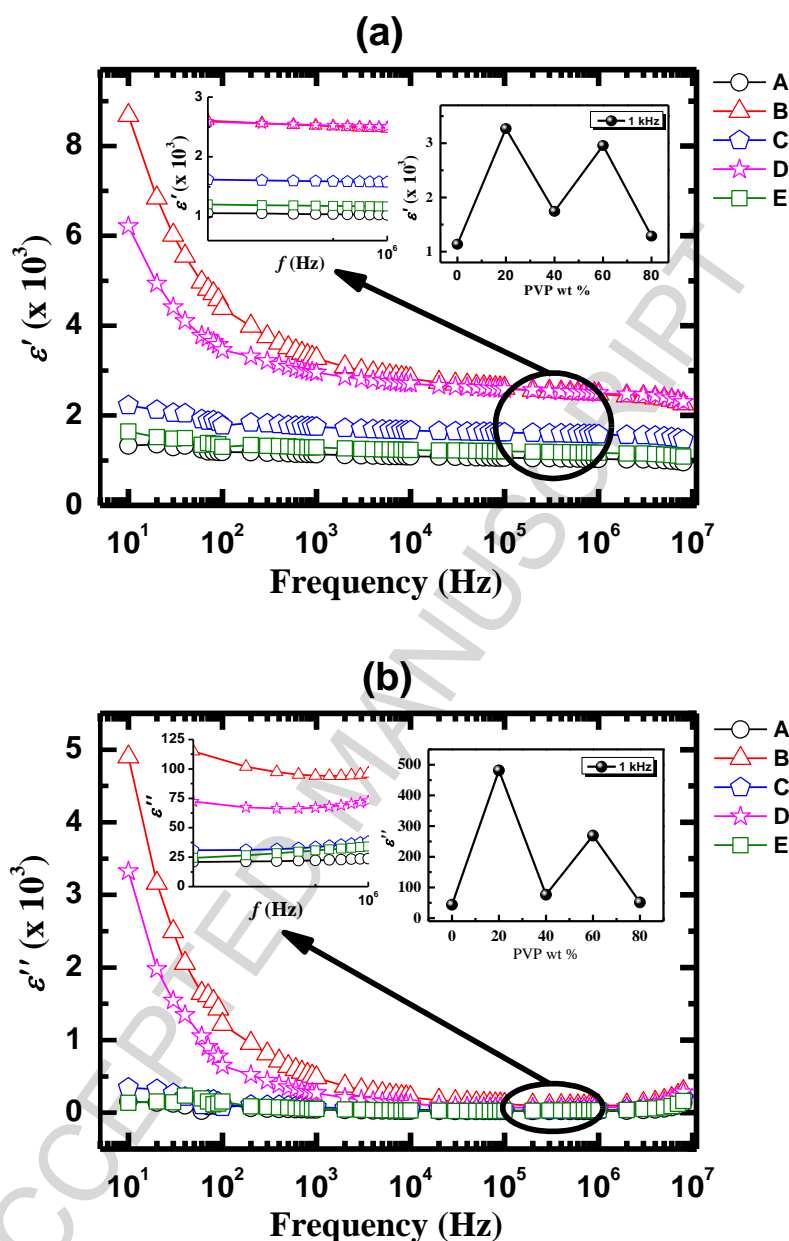 (a)
8
6
4
2
0
ε′ (x 10³)
10¹ 10² 10³ 10⁴ 10⁵ 10⁶ 10⁷
Frequency (Hz)
3
2
1
ε′ (x 10³)
f (Hz)
10⁶
4
3
2
1
ε′ (x 10³)
1 kHz
0 20 40 60 80
PVP wt %
A
B
C
D
E
(b)
5
4
3
2
1
0
ε′′ (x 10³)
10¹ 10² 10³ 10⁴ 10⁵ 10⁶ 10⁷
Frequency (Hz)
125
100
75
50
25
0
ε′′
f (Hz)
10⁶
500
400
300
200
100
0
ε′′
1 kHz
0 20 40 60 80
PVP wt %
A
B
C
D
E
CCEPTED MANUSCRIPT